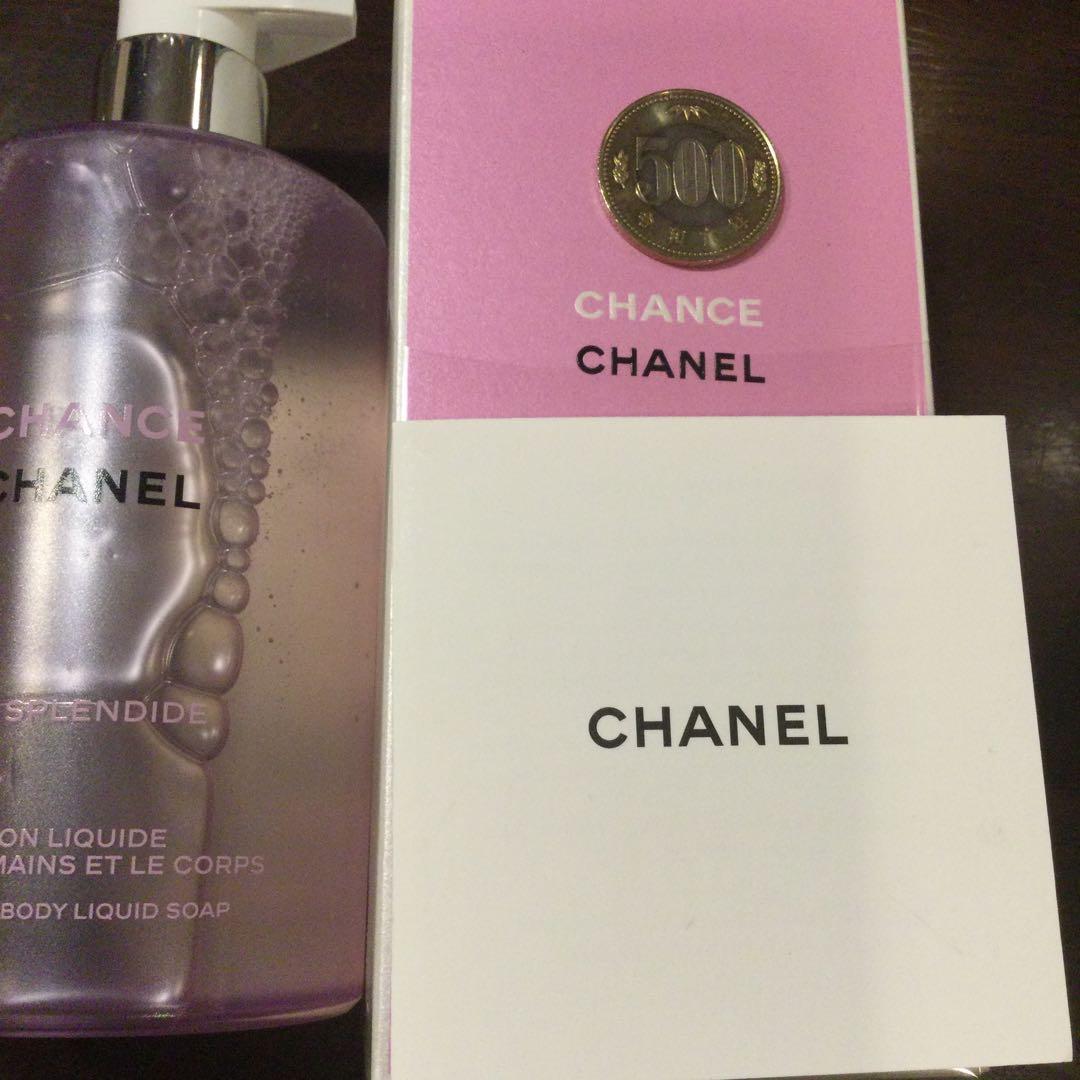 CHANCE
CHANEL
SPLENDIDE
ON LIQUIDE
MAINS ET LE CORPS
BODY LIQUID SOAP
500
CHANCE
CHANEL
CHANEL